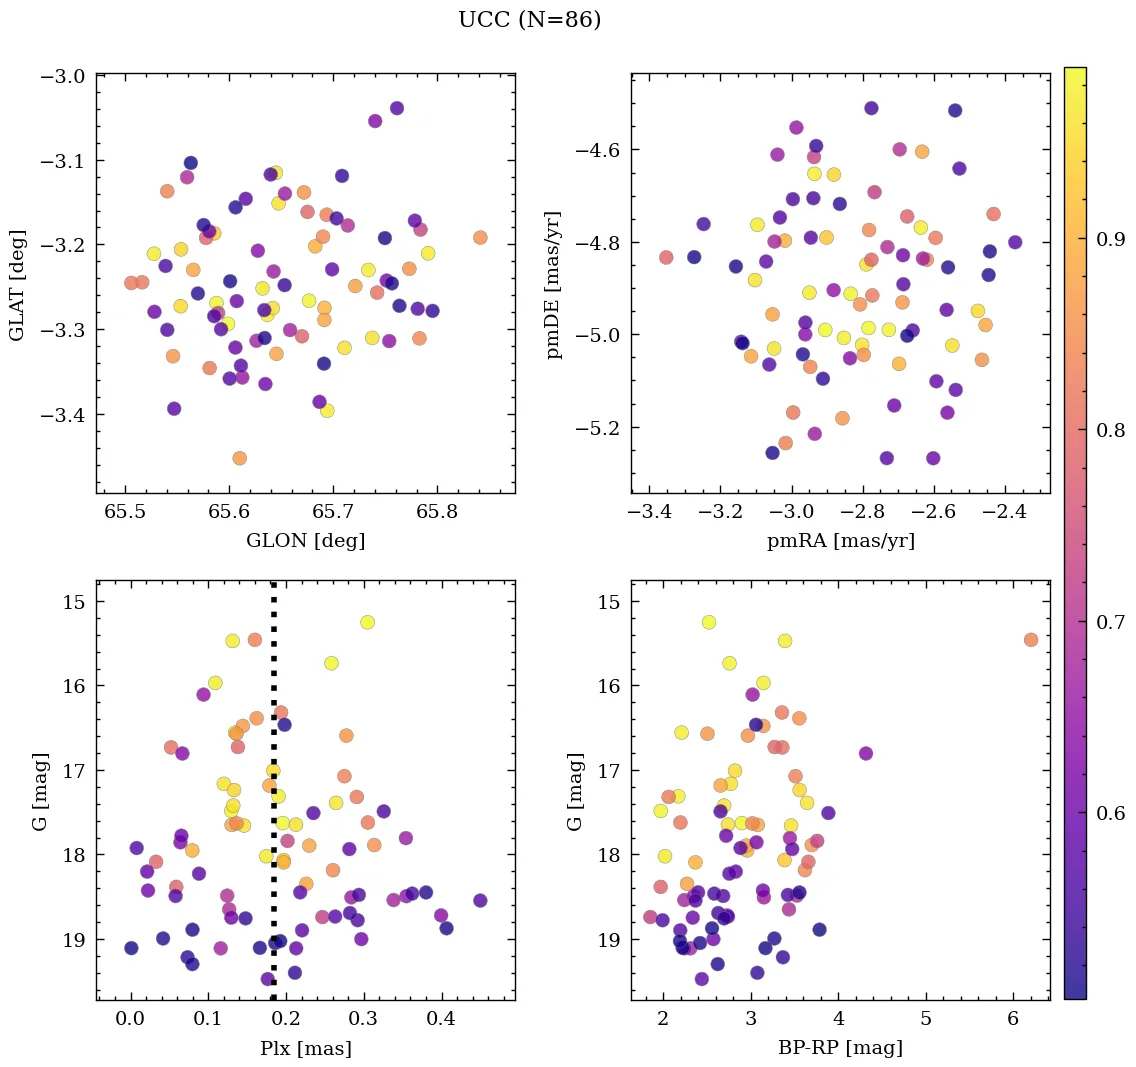 UCC (N=86)
−3.0
−3.1
−3.2
−3.3
−3.4
GLAT [deg]
65.5 65.6 65.7 65.8
GLON [deg]
−4.6
−4.8
−5.0
−5.2
pmDE [mas/yr]
−3.4 −3.2 −3.0 −2.8 −2.6 −2.4
pmRA [mas/yr]
0.9
0.8
0.7
0.6
15
16
17
18
19
G [mag]
0.0 0.1 0.2 0.3 0.4
Plx [mas]
15
16
17
18
19
G [mag]
2 3 4 5 6
BP-RP [mag]